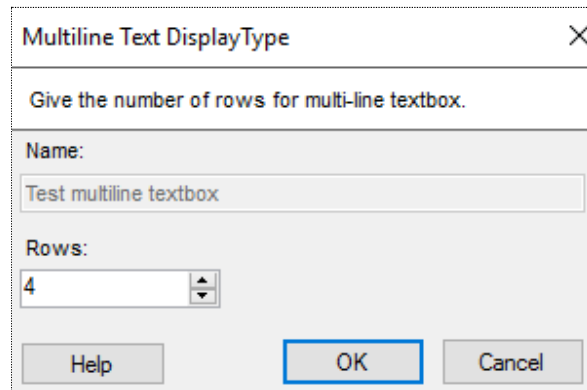 Multiline Text DisplayType
Give the number of rows for multi-line textbox.
Name:
Test multiline textbox
Rows:
4
Help OK Cancel